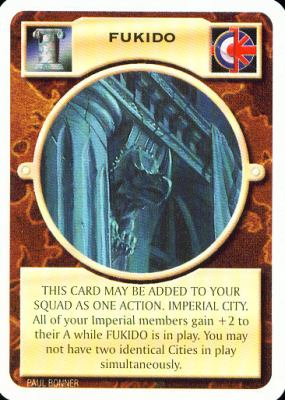 FUKIDO
THIS CARD MAY BE ADDED TO YOUR
SQUAD AS ONE ACTION. IMPERIAL CITY.
All of your Imperial members gain +2 to
their A while FUKIDO is in play. You may
not have two identical Cities in play
simultaneously.
PAUL BONNER